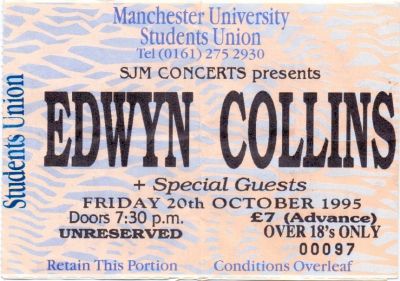 Manchester University
Students Union
Tel (0161) 275 2930
SJM CONCERTS presents
EDWYN COLLINS
+ Special Guests
FRIDAY 20th OCTOBER 1995
Doors 7:30 p.m. £7 (Advance)
UNRESERVED OVER 18's ONLY
00097
Retain This Portion Conditions Overleaf
Students Union